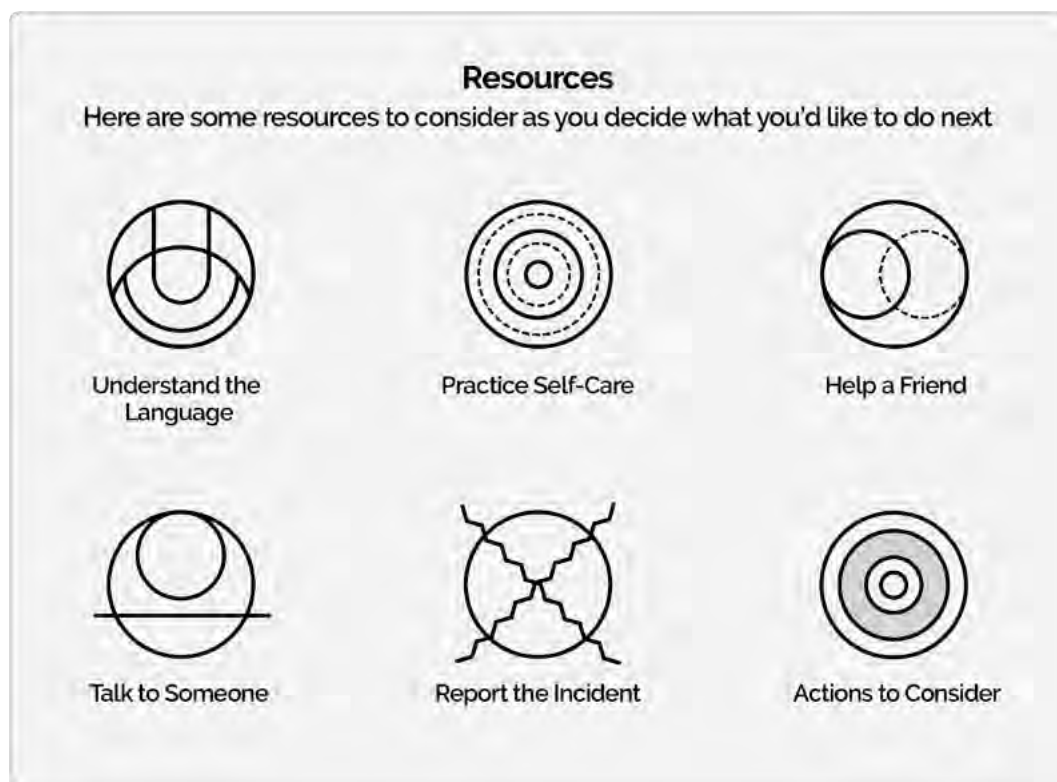 Resources
Here are some resources to consider as you decide what you'd like to do next
Understand the
Language
Practice Self-Care
Help a Friend
Talk to Someone
Report the Incident
Actions to Consider